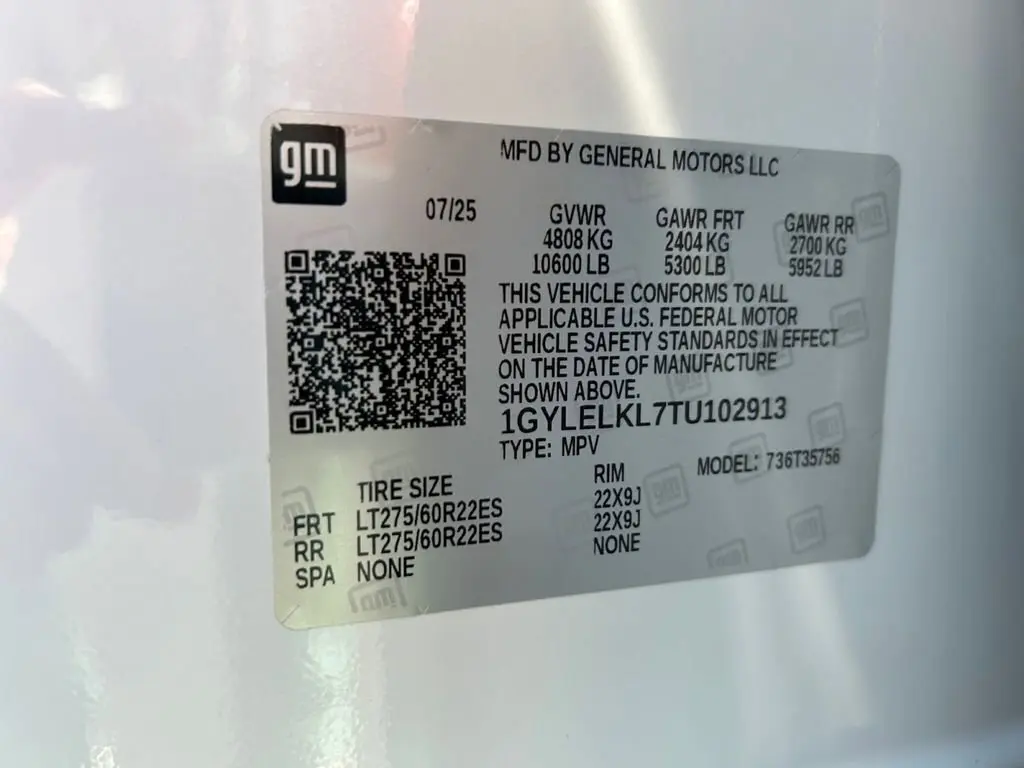 gm
MFD BY GENERAL MOTORS LLC
07/25
GVWR GAWR FRT GAWR RR
4808 KG 2404 KG 2700 KG
10600 LB 5300 LB 5952 LB
THIS VEHICLE CONFORMS TO ALL
APPLICABLE U.S. FEDERAL MOTOR
VEHICLE SAFETY STANDARDS IN EFFECT
ON THE DATE OF MANUFACTURE
SHOWN ABOVE.
1GYLELKL7TU102913
TYPE: MPV MODEL: 736T35756
TIRE SIZE RIM
FRT LT275/60R22ES 22X9J
RR LT275/60R22ES 22X9J
SPA NONE NONE